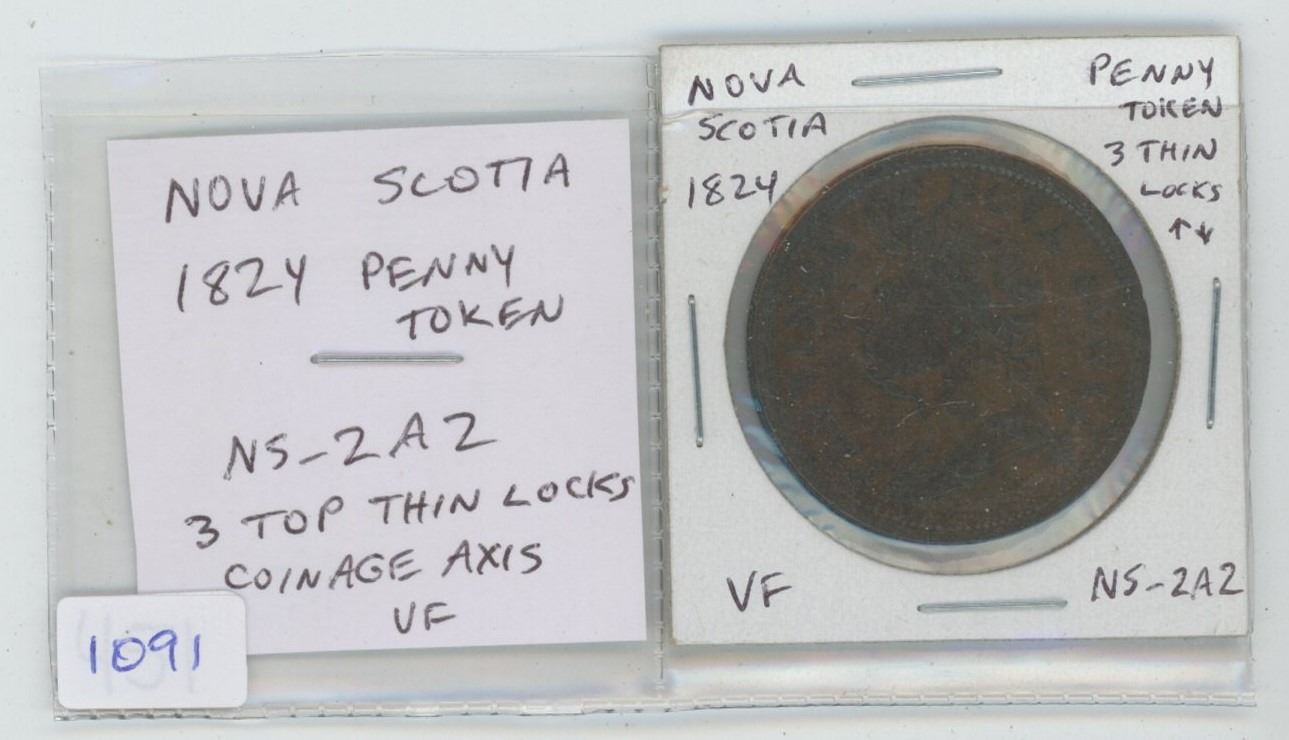 NOVA SCOTIA
1824 PENNY
TOKEN
NS-2A2
3 TOP THIN LOCKS
COINAGE AXIS
VF
1091
NOVA
SCOTIA
1824
PENNY
TOKEN
3 THIN
LOCKS
↑↓
VF
NS-2A2